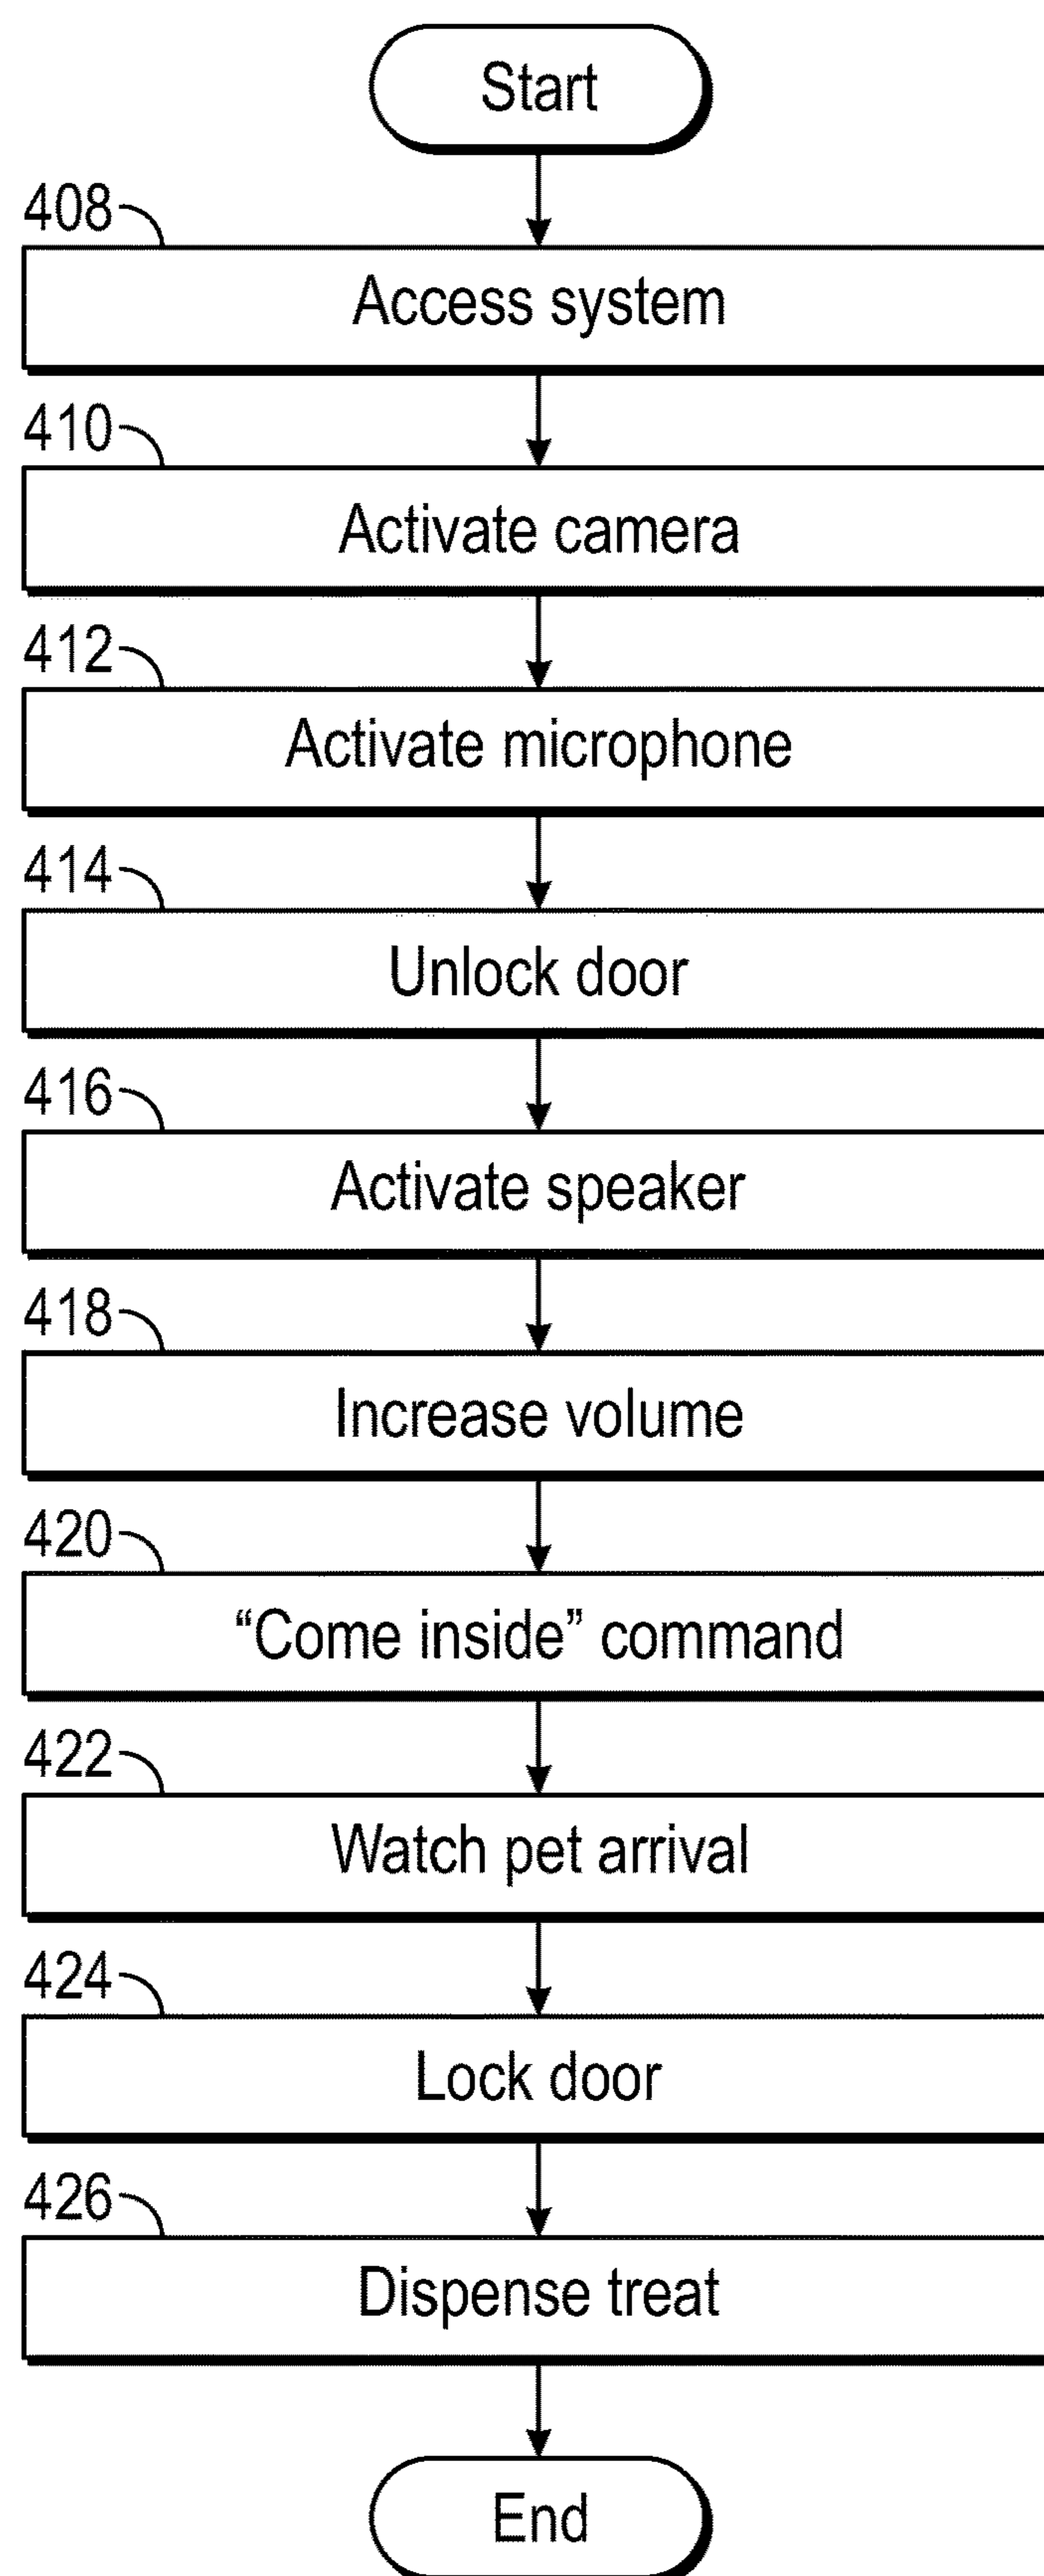 Start
408
Access system
410
Activate camera
412
Activate microphone
414
Unlock door
416
Activate speaker
418
Increase volume
420
“Come inside” command
422
Watch pet arrival
424
Lock door
426
Dispense treat
End